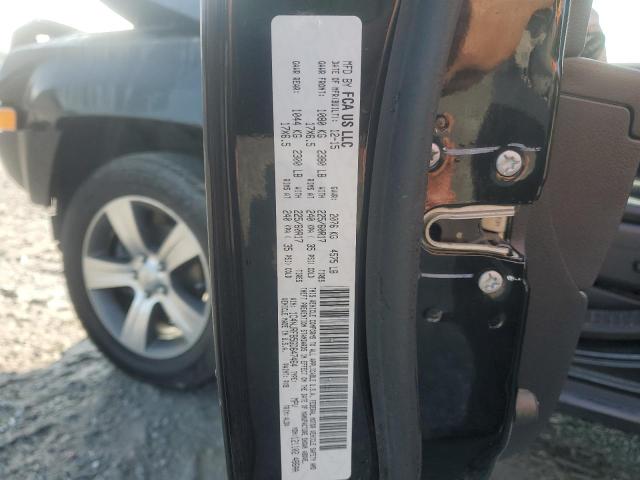 MFD BY FCA US LLC
DATE OF MFR(BUILT): 12-15 2076 KG 4575 LB
GAWR FRONT: 1080 KG 2380 LB WITH 225/60R17 TIRES
17X6.5 RIMS AT 240 KPA ( 35 PSI) COLD
GAWR REAR: 1044 KG 2300 LB WITH 225/60R17 TIRES
17X6.5 RIMS AT 240 KPA ( 35 PSI) COLD
THIS VEHICLE CONFORMS TO ALL APPLICABLE U.S.A. FEDERAL MOTOR VEHICLE SAFETY AND
THEFT PREVENTION STANDARDS IN EFFECT ON THE DATE OF MANUFACTURE SHOWN ABOVE.
TYPE: MPV
VEHICLE MADE IN U.S.A. PAINT: